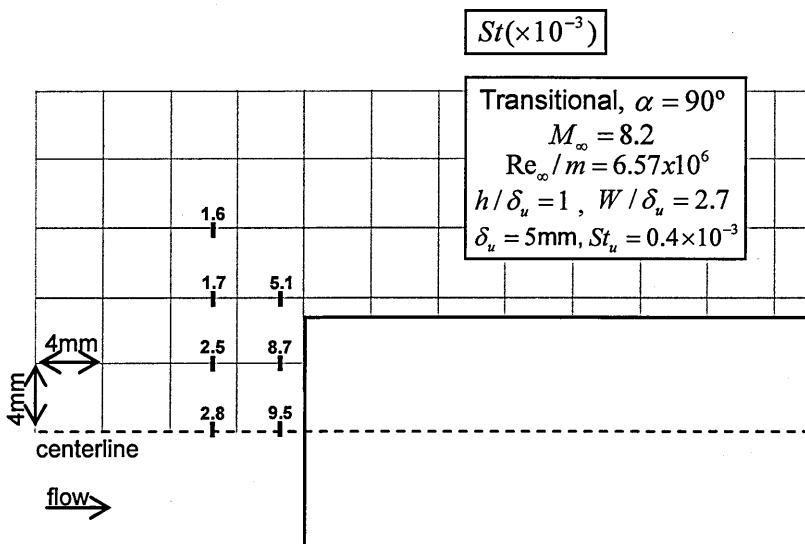 St(×10⁻³)
Transitional, α = 90º
M∞ = 8.2
Re∞/m = 6.57x10⁶
h/δᵤ = 1 , W/δᵤ = 2.7
δᵤ = 5mm, Stᵤ = 0.4×10⁻³
1.6
1.7 5.1
4mm 2.5 8.7
4mm
2.8 9.5
centerline
flow